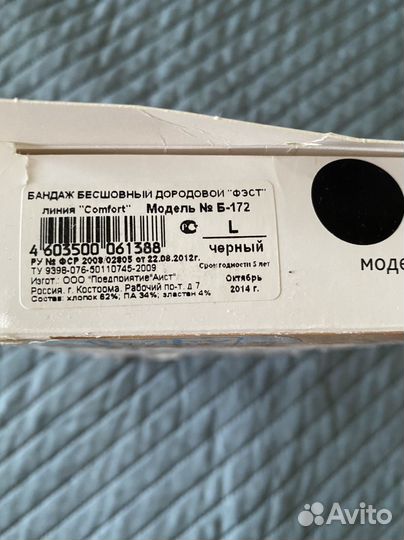 БАНДАЖ БЕСШОВНЫЙ ДОРОДОВОЙ "ФЭСТ"
линия "Comfort" Модель № Б-172
L
4 603500 061388
черный
РУ № ФСР 2008/02805 от 22.08.2012г.
ТУ 9398-076-50110745-2009
Срок годности 5 лет
Изгот.: ООО "Предприятие"Аист"
Октябрь
Россия. г. Кострома. Рабочий пр-т. д.7
2014 г.
Состав: хлопок 62%; ПА 34%; эластан 4%
моде
Avito